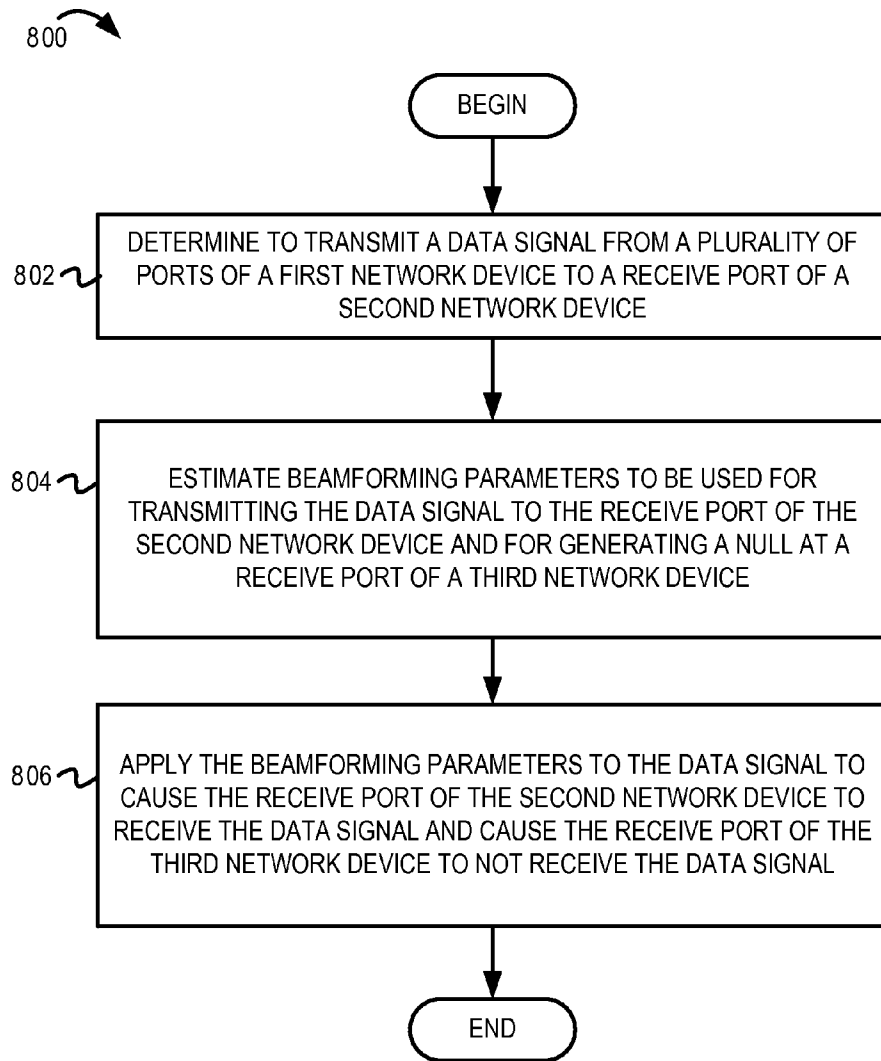 800
BEGIN
802
DETERMINE TO TRANSMIT A DATA SIGNAL FROM A PLURALITY OF
PORTS OF A FIRST NETWORK DEVICE TO A RECEIVE PORT OF A
SECOND NETWORK DEVICE
804
ESTIMATE BEAMFORMING PARAMETERS TO BE USED FOR
TRANSMITTING THE DATA SIGNAL TO THE RECEIVE PORT OF THE
SECOND NETWORK DEVICE AND FOR GENERATING A NULL AT A
RECEIVE PORT OF A THIRD NETWORK DEVICE
806
APPLY THE BEAMFORMING PARAMETERS TO THE DATA SIGNAL TO
CAUSE THE RECEIVE PORT OF THE SECOND NETWORK DEVICE TO
RECEIVE THE DATA SIGNAL AND CAUSE THE RECEIVE PORT OF THE
THIRD NETWORK DEVICE TO NOT RECEIVE THE DATA SIGNAL
END